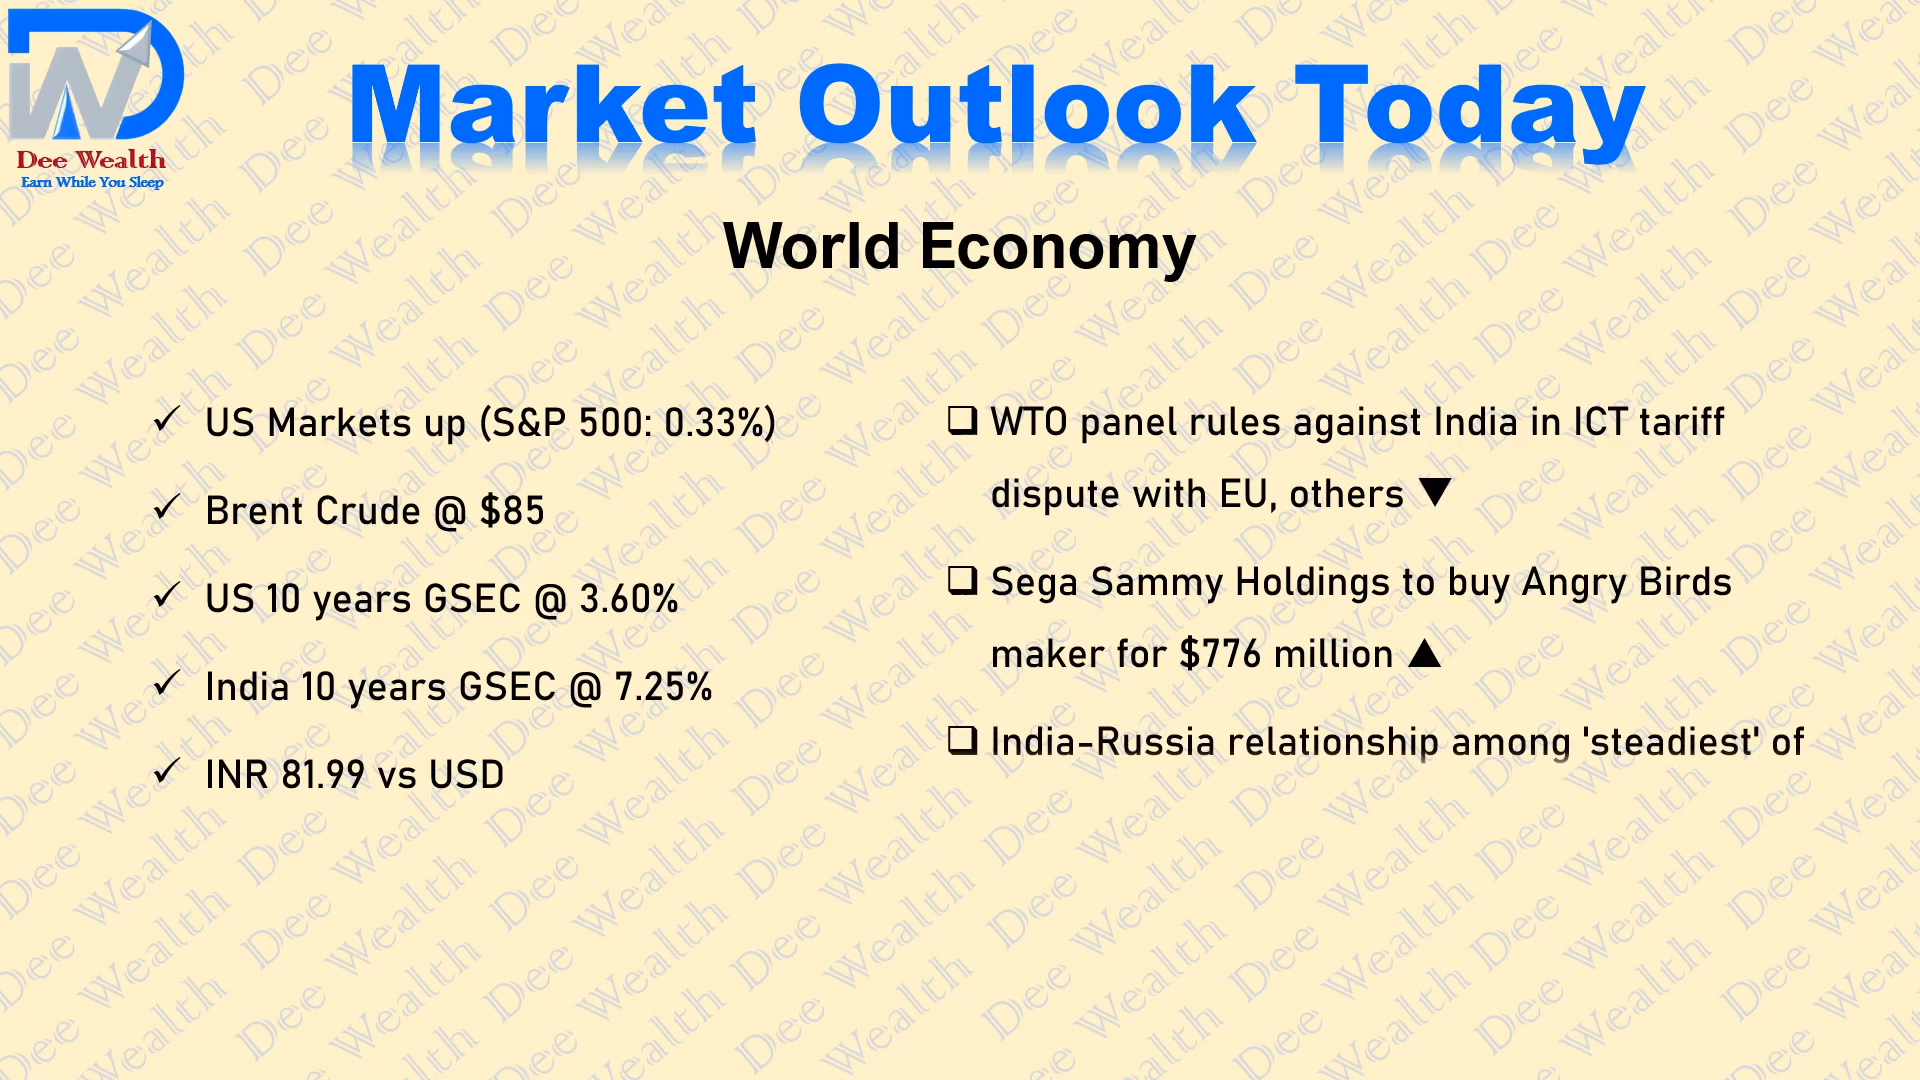 Dee Wealth
Earn While You Sleep
Market Outlook Today
World Economy
✓ US Markets up (S&P 500: 0.33%)
✓ Brent Crude @ $85
✓ US 10 years GSEC @ 3.60%
✓ India 10 years GSEC @ 7.25%
✓ INR 81.99 vs USD
❑ WTO panel rules against India in ICT tariff
dispute with EU, others ▼
❑ Sega Sammy Holdings to buy Angry Birds
maker for $776 million ▲
❑ India-Russia relationship among 'steadiest' of